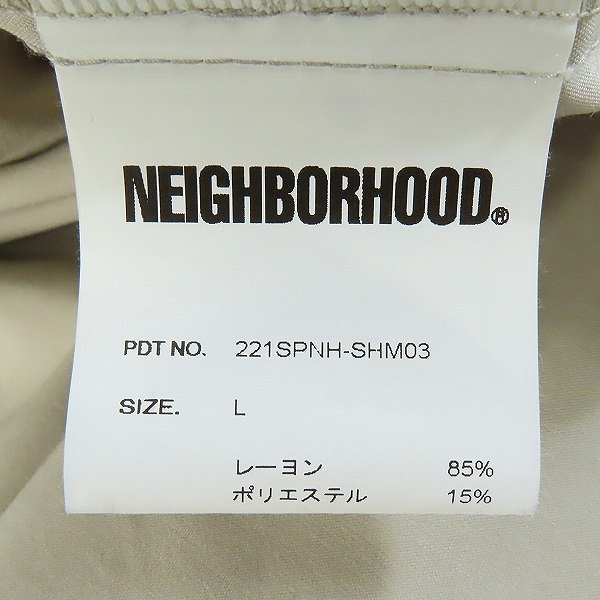 NEIGHBORHOOD®
PDT NO. 221SPNH-SHM03
SIZE. L
レーヨン 85%
ポリエステル 15%